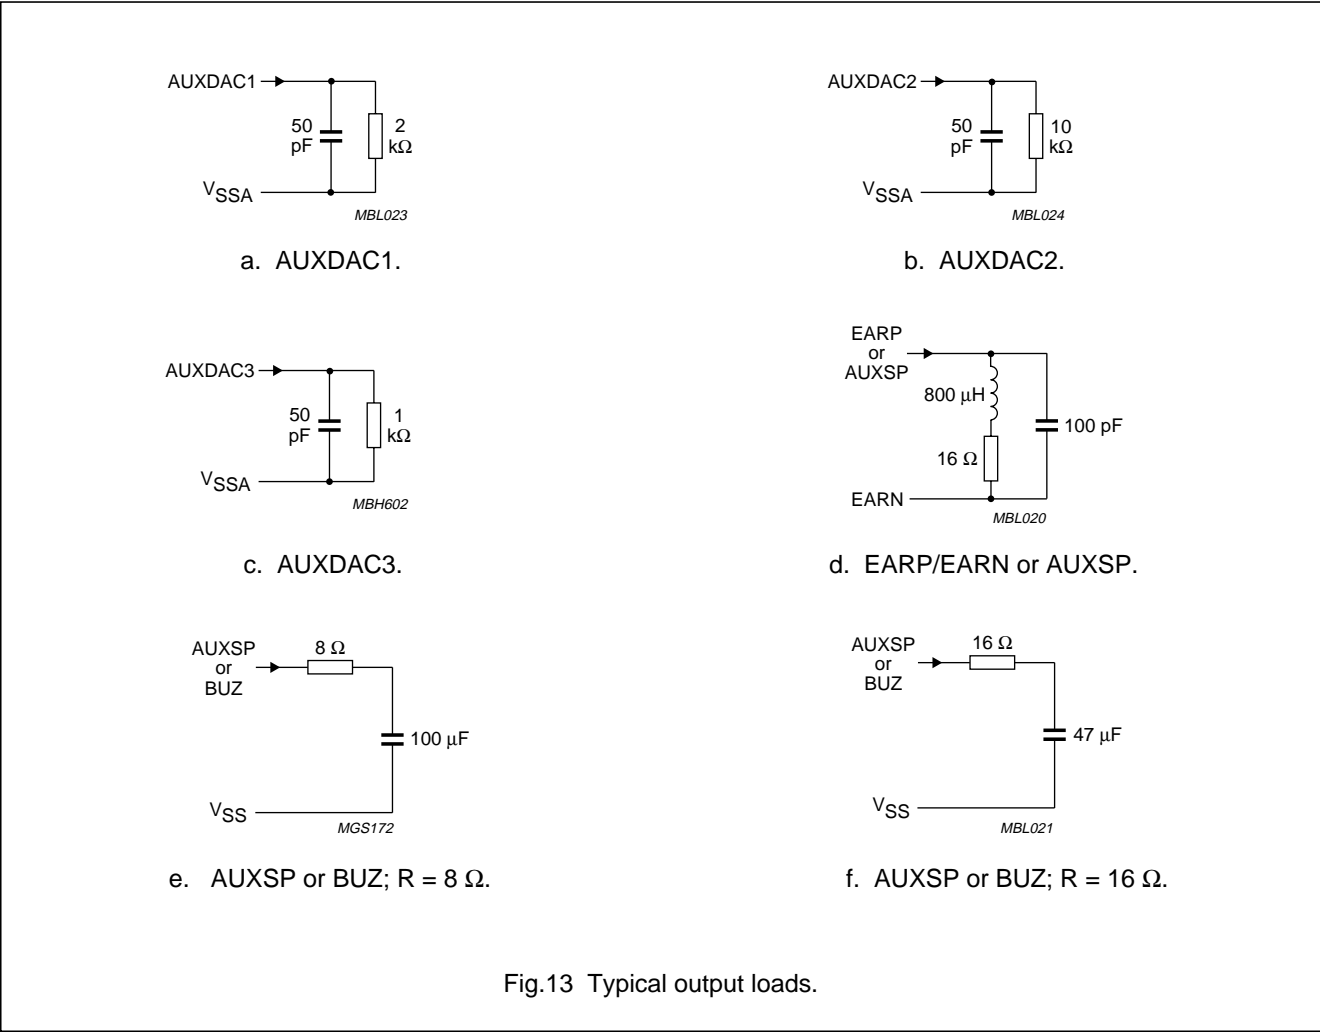 AUXDAC1
50
pF
2
kΩ
VSSA
MBL023
a. AUXDAC1.
AUXDAC2
50
pF
10
kΩ
VSSA
MBL024
b. AUXDAC2.
AUXDAC3
50
pF
1
kΩ
VSSA
MBH602
c. AUXDAC3.
EARP
or
AUXSP
800 μH
100 pF
16 Ω
EARN
MBL020
d. EARP/EARN or AUXSP.
AUXSP
or
BUZ
8 Ω
100 μF
VSS
MGS172
e. AUXSP or BUZ; R = 8 Ω.
AUXSP
or
BUZ
16 Ω
47 μF
VSS
MBL021
f. AUXSP or BUZ; R = 16 Ω.
Fig.13 Typical output loads.